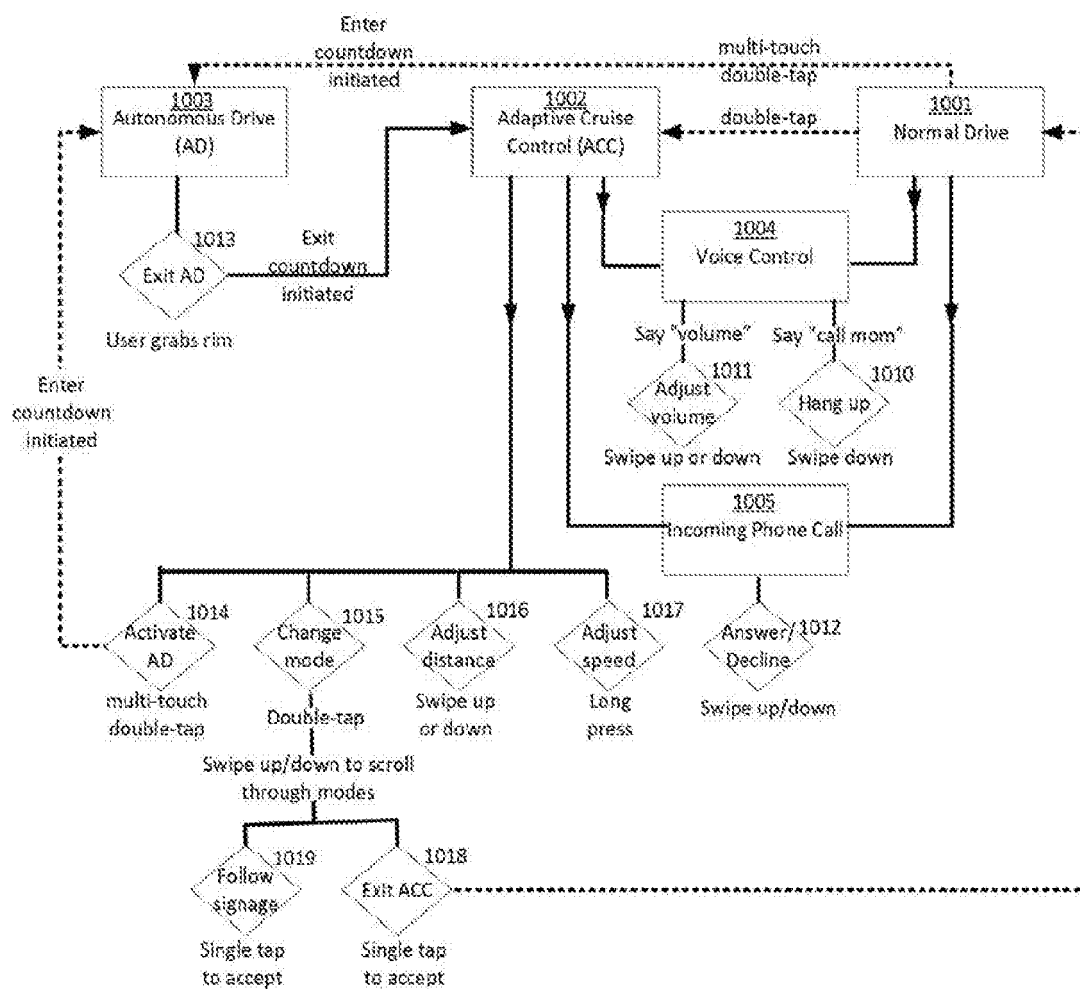 Enter
countdown
initiated
multi-touch
double-tap
1003
Autonomous Drive
(AD)
1002
Adaptive Cruise
Control (ACC)
double-tap
1001
Normal Drive
1013
Exit AD
User grabs rim
Exit
countdown
initiated
1004
Voice Control
Say "volume"
Say "call mom"
1011
Adjust
volume
Swipe up or down
1010
Hang up
Swipe down
Enter
countdown
initiated
1005
Incoming Phone Call
1014
Activate
AD
multi-touch
double-tap
1015
Change
mode
Double-tap
1016
Adjust
distance
Swipe up
or down
1017
Adjust
speed
Long
press
1012
Answer/
Decline
Swipe up/down
Swipe up/down to scroll
through modes
1019
Follow
signage
Single tap
to accept
1018
Exit ACC
Single tap
to accept